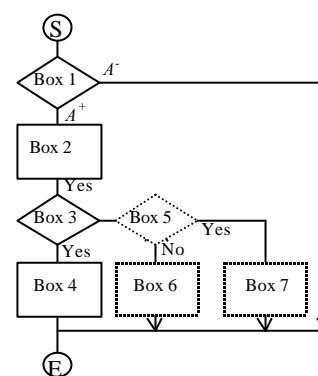 S
Box 1
A-
A+
Box 2
Yes
Box 3
Box 5
Yes
Yes
No
Box 4
Box 6
Box 7
E